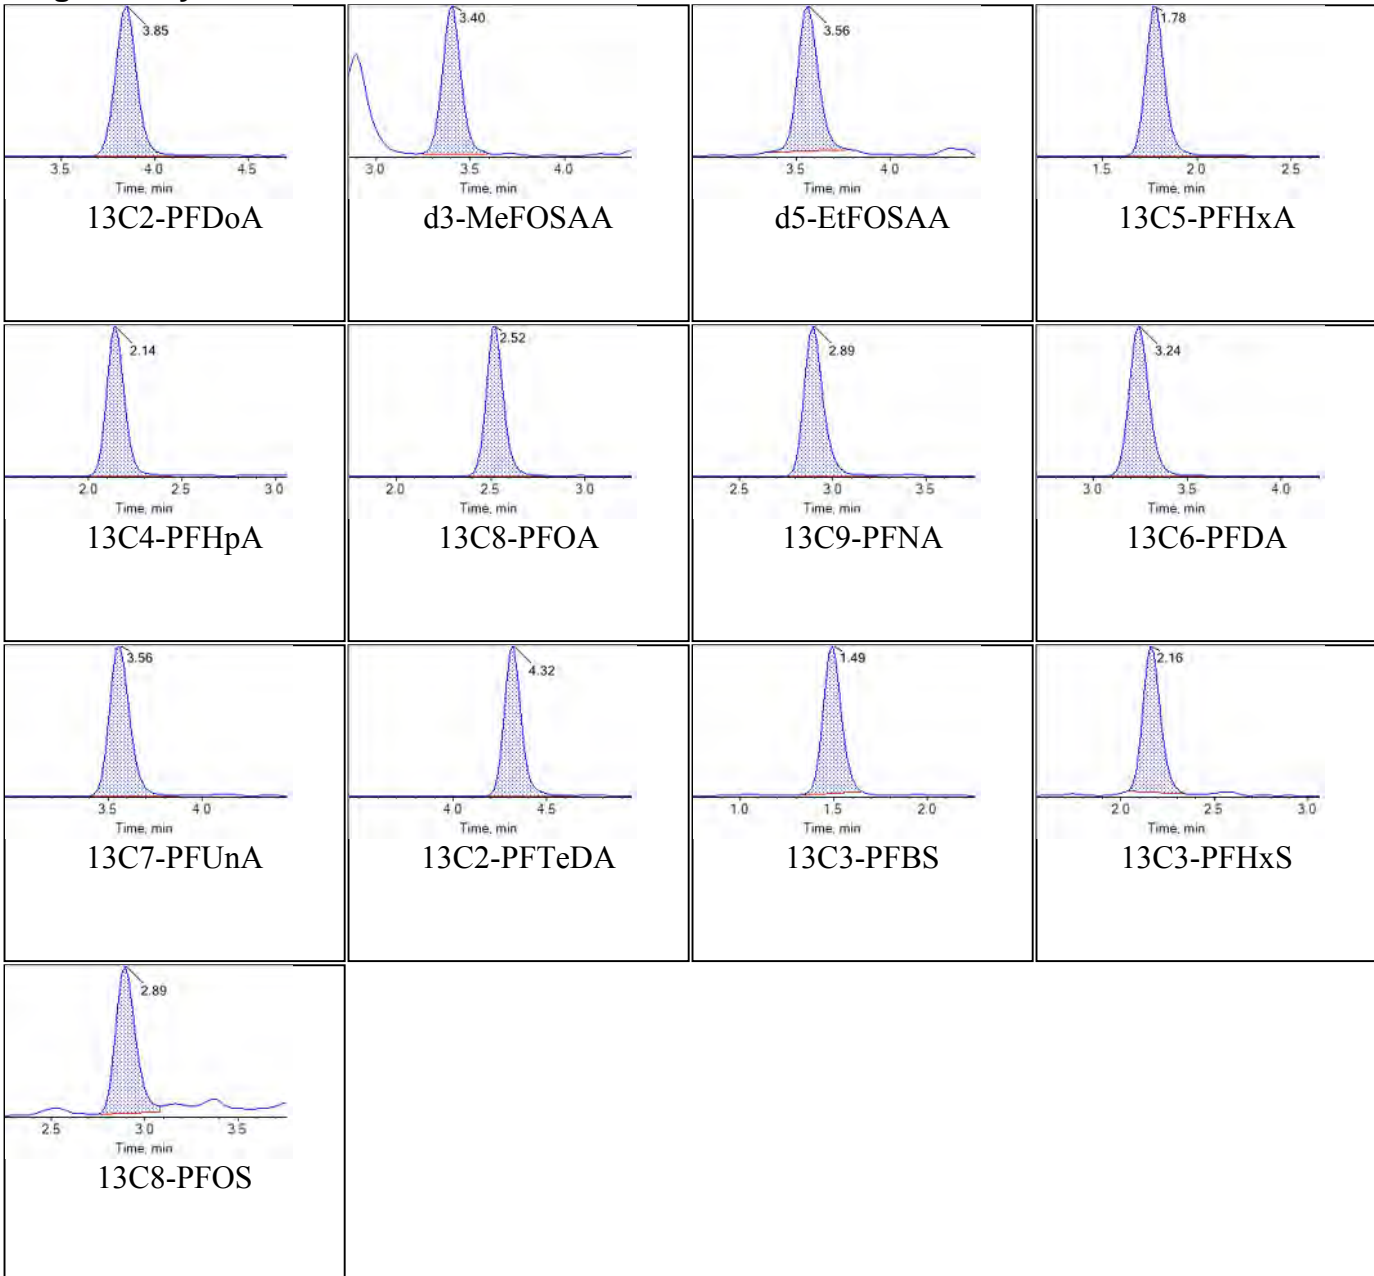 3.85
3.5 4.0 4.5
Time, min
13C2-PFDoA
3.40
3.0 3.5 4.0
Time, min
d3-MeFOSAA
3.56
3.5 4.0
Time, min
d5-EtFOSAA
1.78
1.5 2.0 2.5
Time, min
13C5-PFHxA
2.14
2.0 2.5 3.0
Time, min
13C4-PFHpA
2.52
2.0 2.5 3.0
Time, min
13C8-PFOA
2.89
2.5 3.0 3.5
Time, min
13C9-PFNA
3.24
3.0 3.5 4.0
Time, min
13C6-PFDA
3.56
3.5 4.0
Time, min
13C7-PFUnA
4.32
4.0 4.5
Time, min
13C2-PFTeDA
1.49
1.0 1.5 2.0
Time, min
13C3-PFBS
2.16
2.0 2.5 3.0
Time, min
13C3-PFHxS
2.89
2.5 3.0 3.5
Time, min
13C8-PFOS